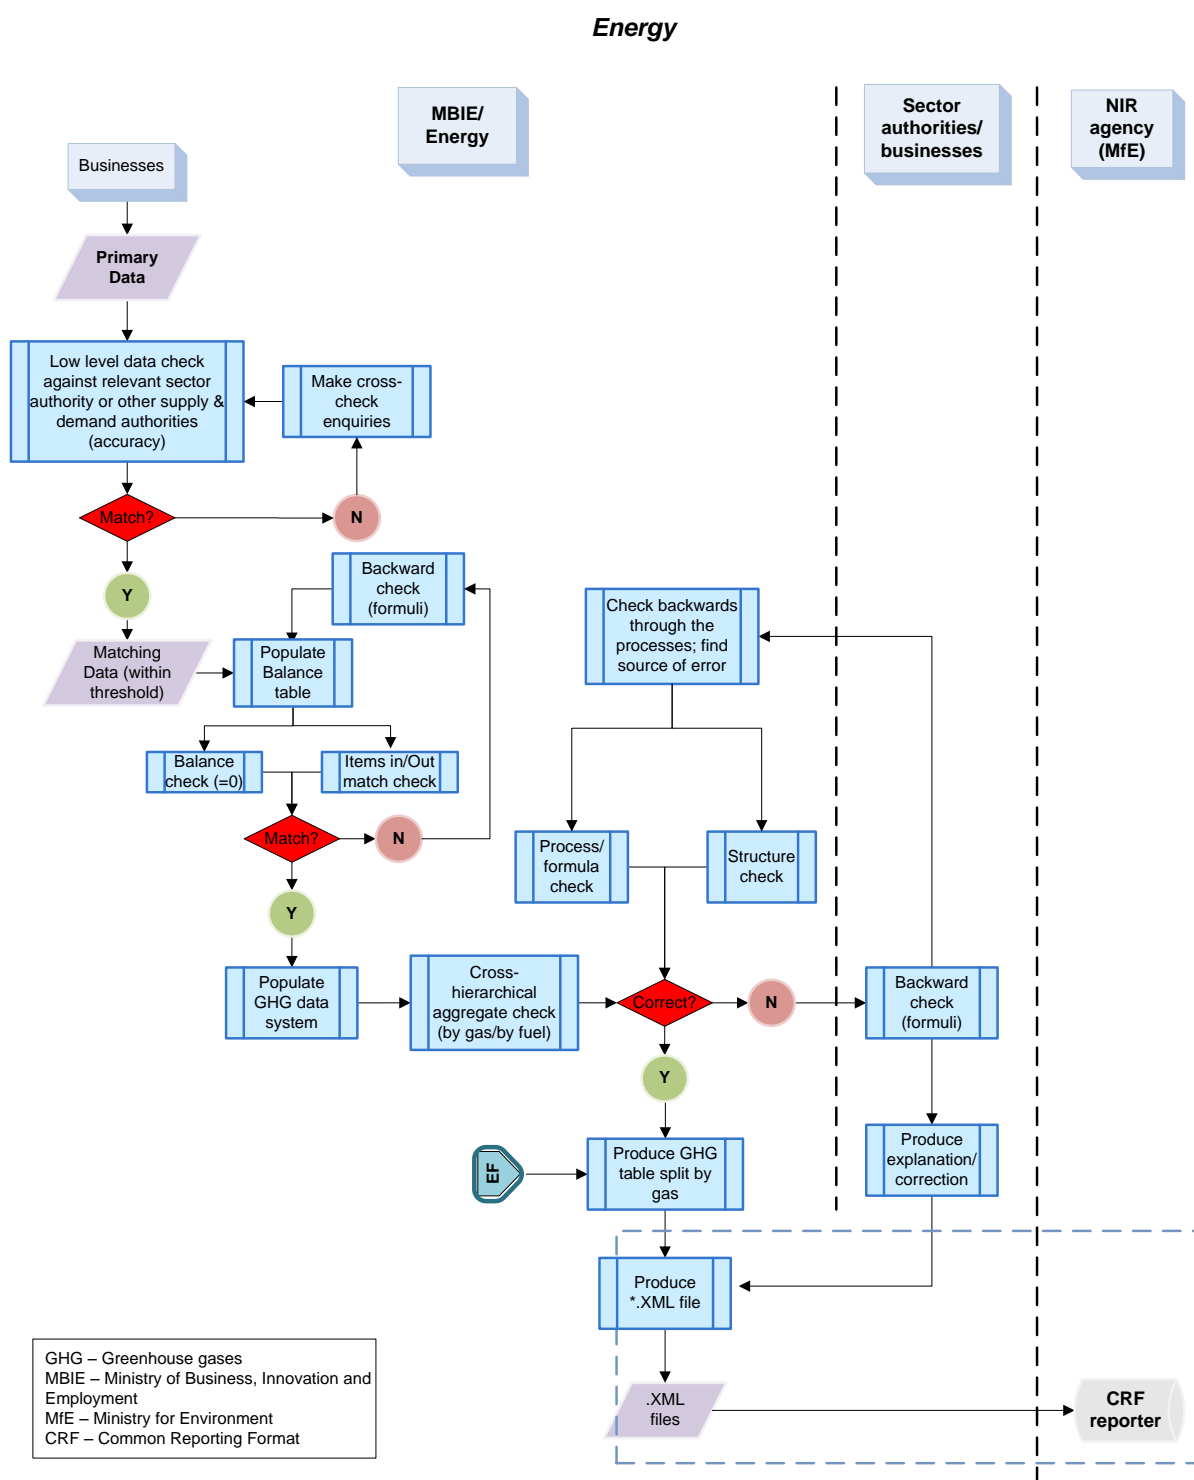 Energy
MBIE/
Energy
Sector
authorities/
businesses
NIR
agency
(MfE)
Businesses
Primary
Data
Low level data check
against relevant sector
authority or other supply &
demand authorities
(accuracy)
Make cross-
check
enquiries
Match?
N
Y
Backward
check
(formuli)
Matching
Data (within
threshold)
Populate
Balance
table
Check backwards
through the
processes; find
source of error
Balance
check (=0)
Items in/Out
match check
Match?
N
Process/
formula
check
Structure
check
Y
Populate
GHG data
system
Cross-
hierarchical
aggregate check
(by gas/by fuel)
Correct?
N
Backward
check
(formuli)
Y
EF
Produce GHG
table split by
gas
Produce
explanation/
correction
Produce
*.XML file
.XML
files
CRF
reporter
GHG – Greenhouse gases
MBIE – Ministry of Business, Innovation and
Employment
MfE – Ministry for Environment
CRF – Common Reporting Format